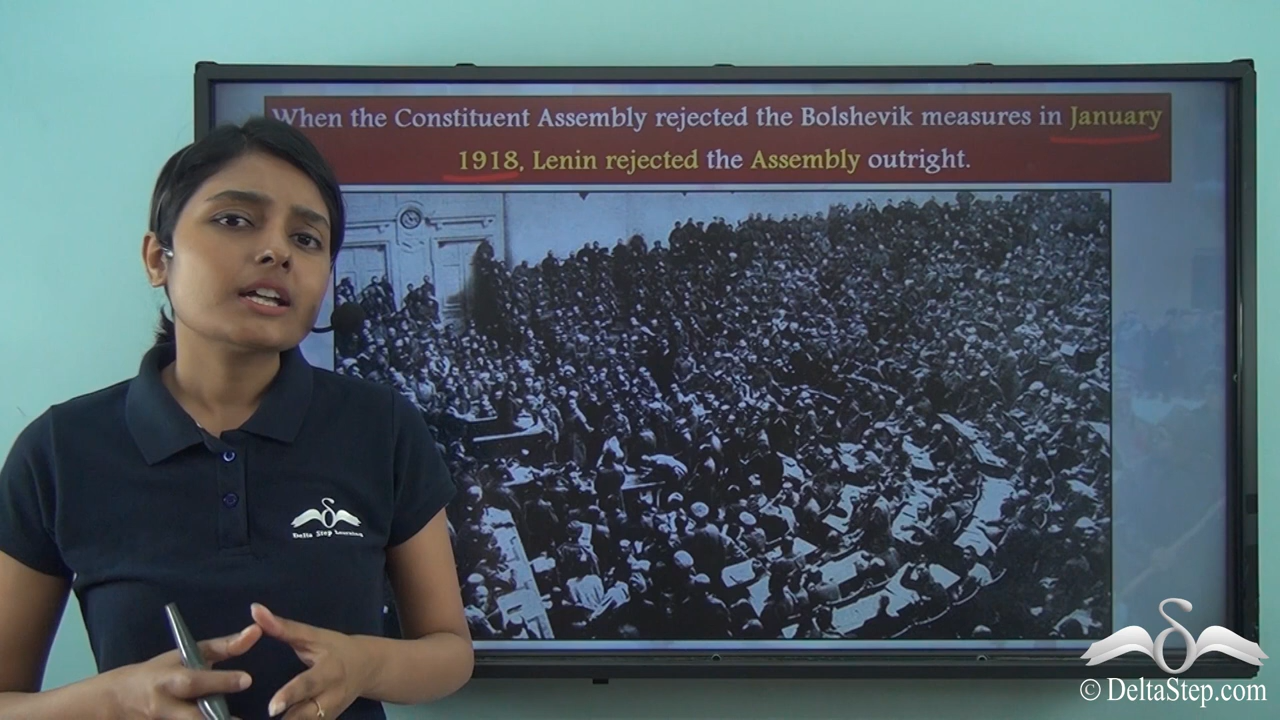 When the Constituent Assembly rejected the Bolshevik measures in January
1918, Lenin rejected the Assembly outright.
Delta Step Learning
© DeltaStep.com